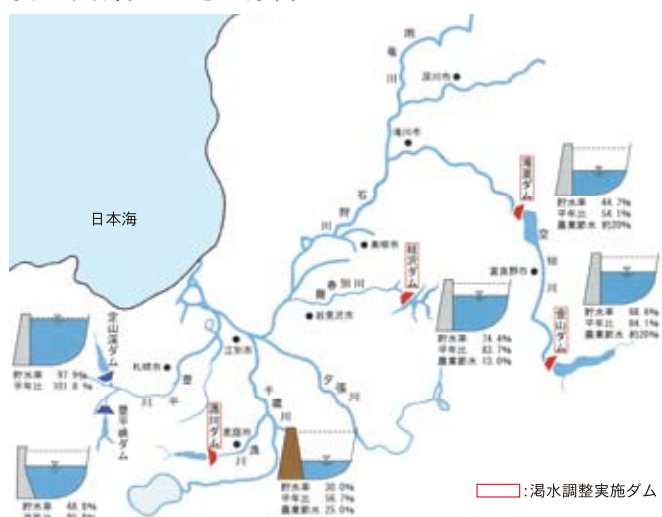 雨竜川
深川市
滝川市
石狩川
滝里ダム
貯水率 44.7%
平年比 54.1%
農業節水 約20%
日本海
美唄市
空知川
富良野市
桂沢ダム
幾春別川
岩見沢市
貯水率 74.4%
平年比 83.7%
農業節水 13.0%
貯水率 68.6%
平年比 84.1%
農業節水 約20%
金山ダム
定山渓ダム
貯水率 97.9%
平年比 101.8%
札幌市
豊平川
江別市
千歳川
夕張川
豊平峡ダム
漁川ダム
恵庭市
漁川
貯水率 30.0%
平年比 56.7%
農業節水 25.0%
貯水率 68.8%
平年比
:渇水調整実施ダム